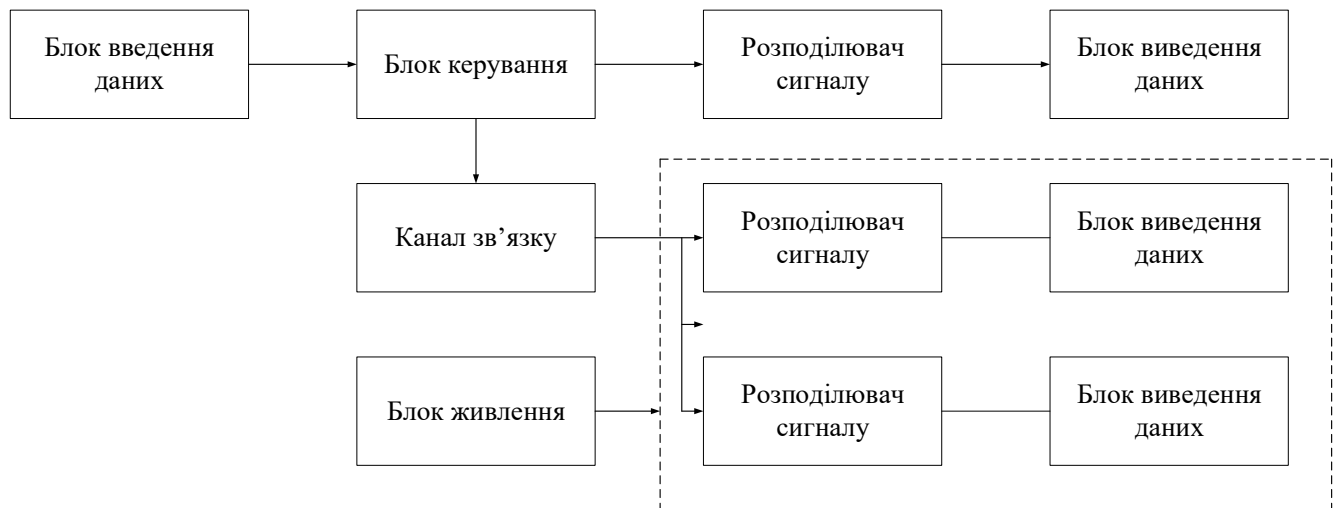 Блок введення
даних
Блок керування
Розподілювач
сигналу
Блок виведення
даних
Канал зв’язку
Розподілювач
сигналу
Блок виведення
даних
Блок живлення
Розподілювач
сигналу
Блок виведення
даних